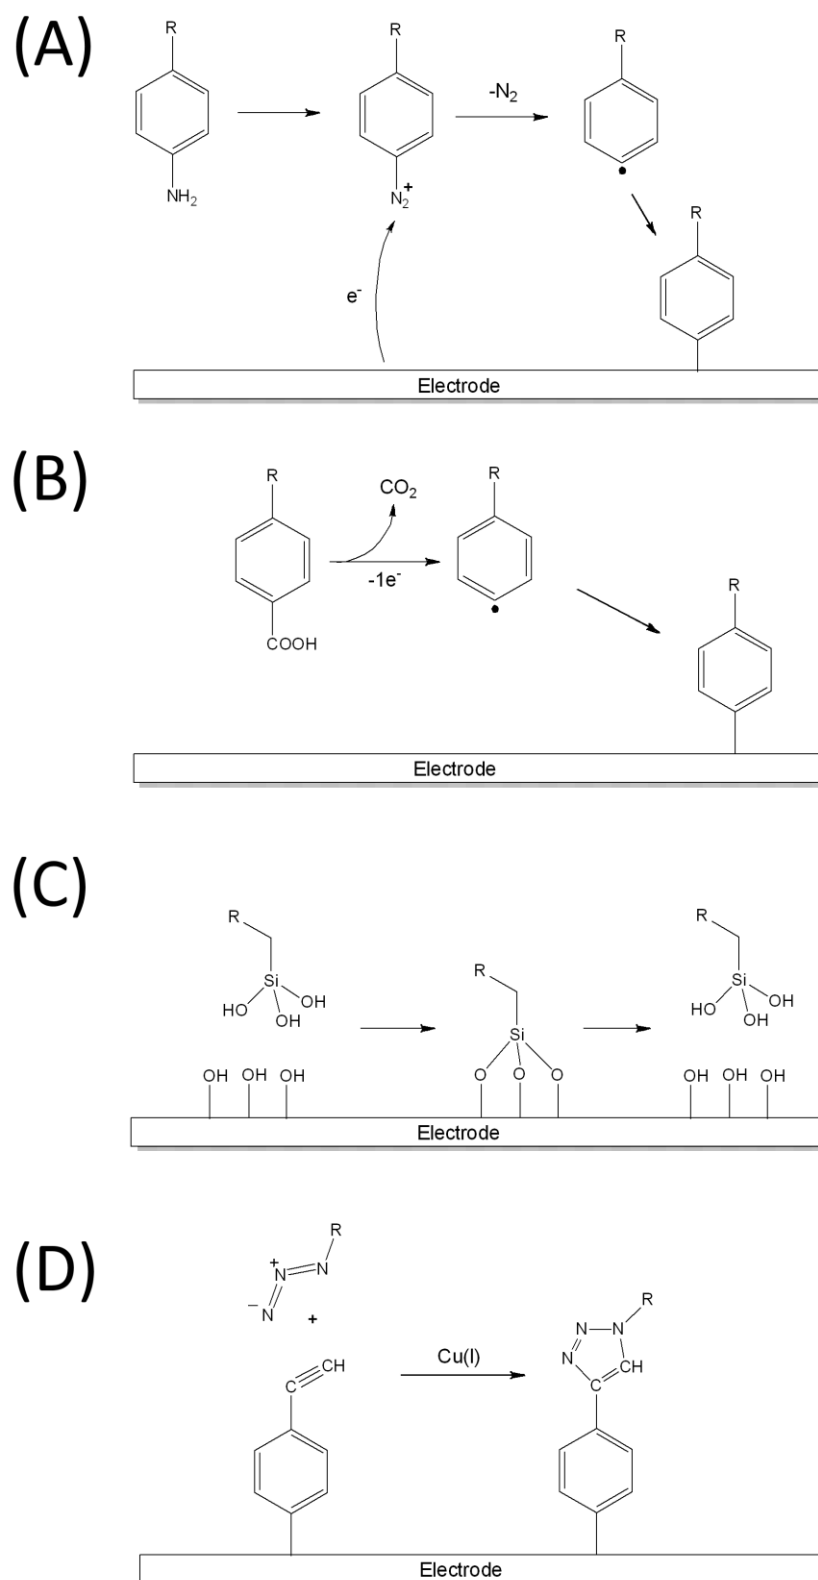 (A)
R
R
R
-N₂
NH₂
N₂⁺
•
R
e⁻
Electrode
(B)
R
CO₂
R
-1e⁻
R
COOH
•
Electrode
(C)
R
R
R
Si
HO
OH
OH
Si
Si
HO
OH
OH
OH
OH
OH
O
O
O
OH
OH
OH
Electrode
(D)
R
+
N
N
−
N
+
R
N
N
N
Cu(I)
C
CH
CH
C
Electrode